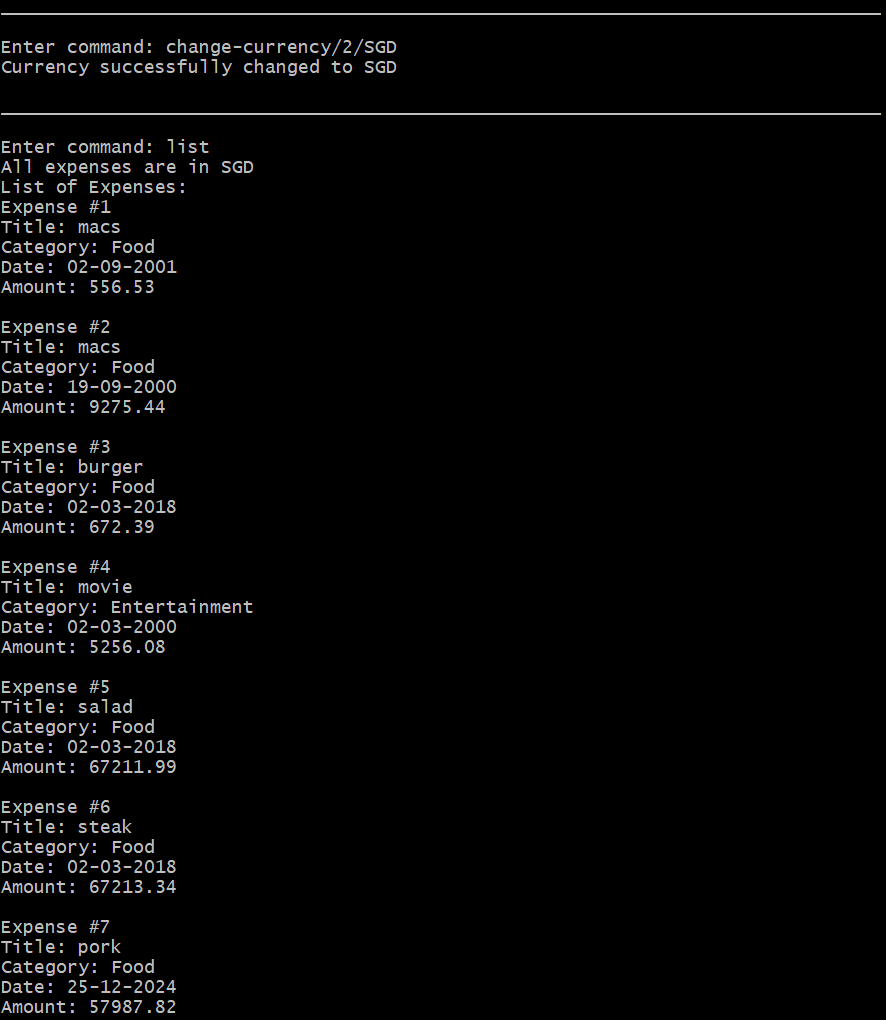 Enter command: change-currency/2/SGD
Currency successfully changed to SGD
Enter command: list
All expenses are in SGD
List of Expenses:
Expense #1
Title: macs
Category: Food
Date: 02-09-2001
Amount: 556.53
Expense #2
Title: macs
Category: Food
Date: 19-09-2000
Amount: 9275.44
Expense #3
Title: burger
Category: Food
Date: 02-03-2018
Amount: 672.39
Expense #4
Title: movie
Category: Entertainment
Date: 02-03-2000
Amount: 5256.08
Expense #5
Title: salad
Category: Food
Date: 02-03-2018
Amount: 67211.99
Expense #6
Title: steak
Category: Food
Date: 02-03-2018
Amount: 67213.34
Expense #7
Title: pork
Category: Food
Date: 25-12-2024
Amount: 57987.82